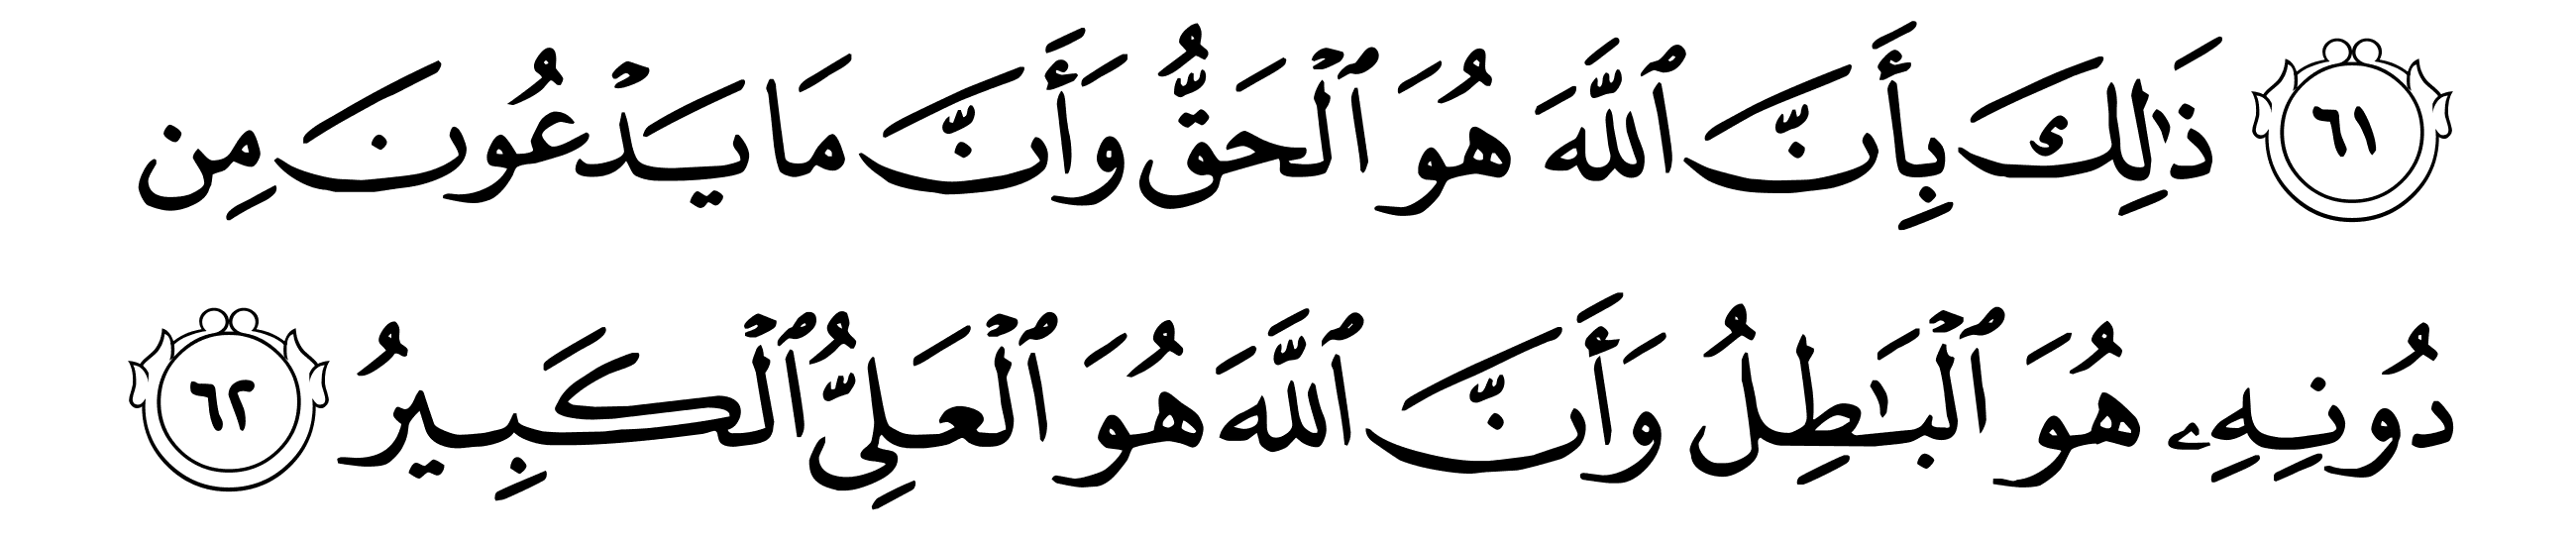 ٦١ ذَٰلِكَ بِأَنَّ ٱللَّهَ هُوَ ٱلْحَقُّ وَأَنَّ مَا يَدْعُونَ مِن
دُونِهِۦ هُوَ ٱلْبَـٰطِلُ وَأَنَّ ٱللَّهَ هُوَ ٱلْعَلِىُّ ٱلْكَبِيرُ ٦٢